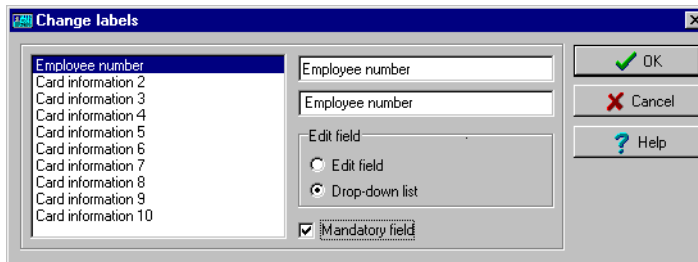 Change labels
Employee number
Card information 2
Card information 3
Card information 4
Card information 5
Card information 6
Card information 7
Card information 8
Card information 9
Card information 10
Employee number
Employee number
Edit field
Edit field
Drop-down list
Mandatory field
OK
Cancel
Help